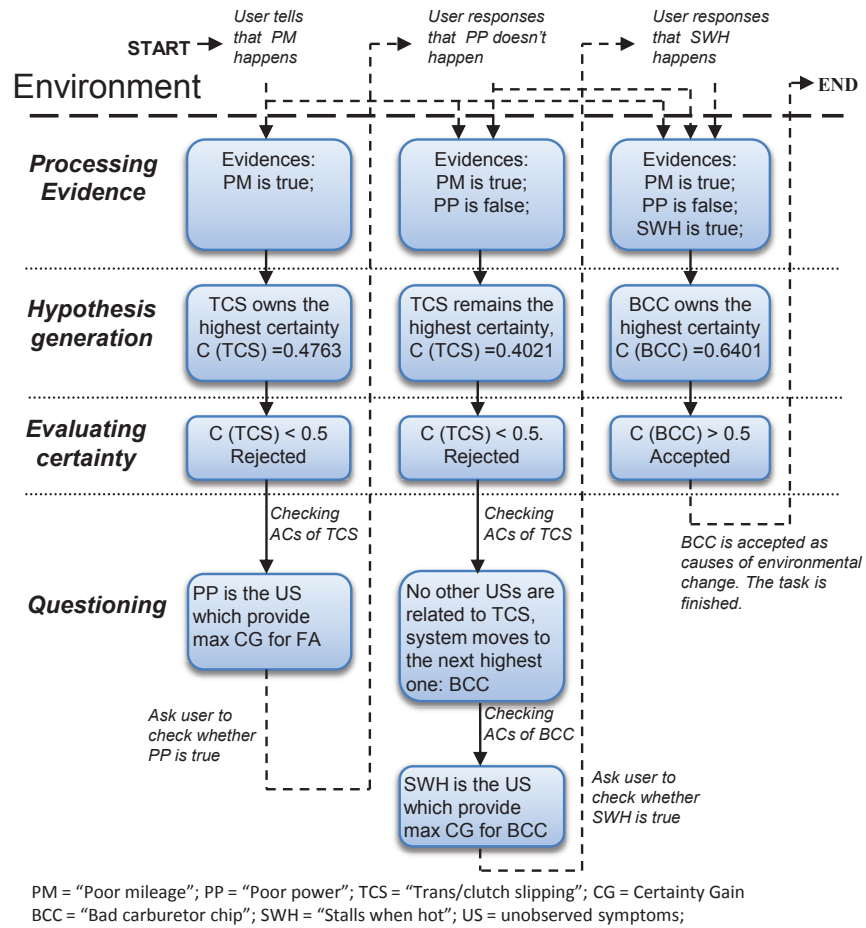 START
User tells
that PM
happens
User responses
that PP doesn't
happen
User responses
that SWH
happens
END
Environment
Processing
Evidence
Evidences:
PM is true;
Evidences:
PM is true;
PP is false;
Evidences:
PM is true;
PP is false;
SWH is true;
Hypothesis
generation
TCS owns the
highest certainty
C (TCS) =0.4763
TCS remains the
highest certainty,
C (TCS) =0.4021
BCC owns the
highest certainty
C (BCC) =0.6401
Evaluating
certainty
C (TCS) < 0.5
Rejected
C (TCS) < 0.5.
Rejected
C (BCC) > 0.5
Accepted
Checking
ACs of TCS
Checking
ACs of TCS
BCC is accepted as
causes of environmental
change. The task is
finished.
Questioning
PP is the US
which provide
max CG for FA
No other USs are
related to TCS,
system moves to
the next highest
one: BCC
Ask user to
check whether
PP is true
Checking
ACs of BCC
SWH is the US
which provide
max CG for BCC
Ask user to
check whether
SWH is true
PM = "Poor mileage"; PP = "Poor power"; TCS = "Trans/clutch slipping"; CG = Certainty Gain
BCC = "Bad carburetor chip"; SWH = "Stalls when hot"; US = unobserved symptoms;